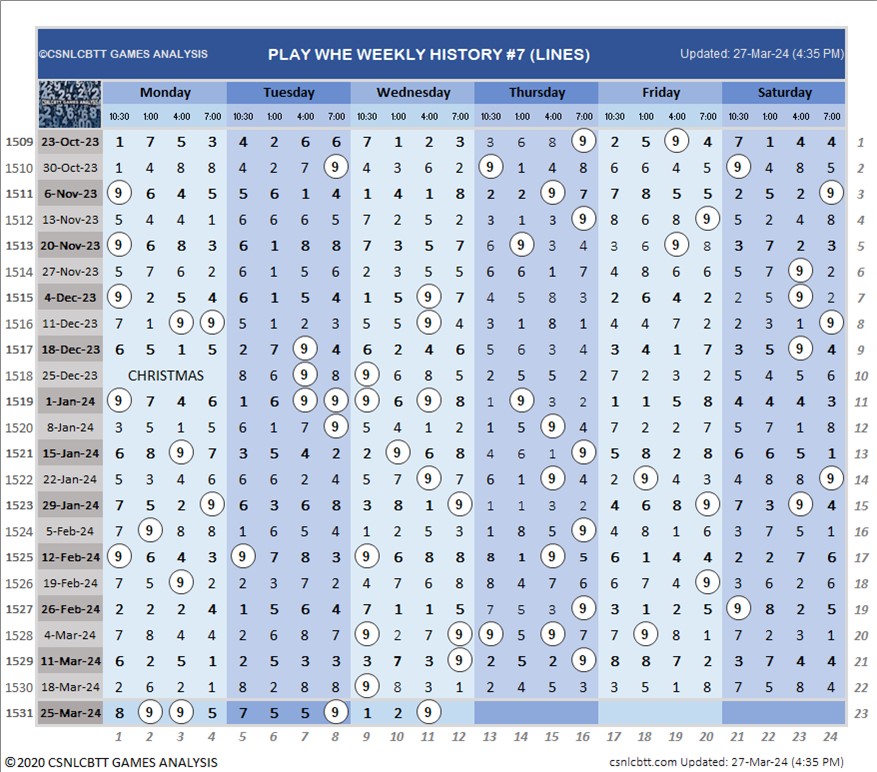 ©CSNLCBTT GAMES ANALYSIS PLAY WHE WEEKLY HISTORY #7 (LINES) Updated: 27-Mar-24 (4:35 PM)
CSNLCBTT GAMES ANALYSIS
Monday Tuesday Wednesday Thursday Friday Saturday
10:30 1:00 4:00 7:00 10:30 1:00 4:00 7:00 10:30 1:00 4:00 7:00 10:30 1:00 4:00 7:00 10:30 1:00 4:00 7:00 10:30 1:00 4:00 7:00
1509 23-Oct-23 1 7 5 3 4 2 6 6 7 1 2 3 3 6 8 9 2 5 9 4 7 1 4 4 1
1510 30-Oct-23 1 4 8 8 4 2 7 9 4 3 6 2 9 1 4 8 6 6 4 5 9 4 8 5 2
1511 6-Nov-23 9 6 4 5 5 6 1 4 1 4 1 8 2 2 9 7 7 8 5 5 2 5 2 9 3
1512 13-Nov-23 5 4 4 1 6 6 6 5 7 2 5 2 3 1 3 9 8 6 8 9 5 2 4 8 4
1513 20-Nov-23 9 6 8 3 6 1 8 8 7 3 5 7 6 9 3 4 3 6 9 8 3 7 2 3 5
1514 27-Nov-23 5 7 6 2 6 1 5 6 2 3 5 5 6 6 1 7 4 8 6 6 5 7 9 2 6
1515 4-Dec-23 9 2 5 4 6 1 5 4 1 5 9 7 4 5 8 3 2 6 4 2 2 5 9 2 7
1516 11-Dec-23 7 1 9 9 5 1 2 3 5 5 9 4 3 1 8 1 4 4 7 2 2 3 1 9 8
1517 18-Dec-23 6 5 1 5 2 7 9 4 6 2 4 6 5 6 3 4 3 4 1 7 3 5 9 4 9
1518 25-Dec-23 CHRISTMAS 8 6 9 8 9 6 8 5 2 5 5 2 7 2 3 2 5 4 5 6 10
1519 1-Jan-24 9 7 4 6 1 6 9 9 9 6 9 8 1 9 3 2 1 1 5 8 4 4 4 3 11
1520 8-Jan-24 3 5 1 5 6 1 7 9 5 4 1 2 1 5 9 4 7 2 2 7 5 7 1 8 12
1521 15-Jan-24 6 8 9 7 3 5 4 2 2 9 6 8 4 6 1 9 5 8 2 8 6 6 5 1 13
1522 22-Jan-24 5 3 4 6 6 6 2 4 5 7 9 6 6 1 9 4 2 9 4 3 4 8 8 9 14
1523 29-Jan-24 7 5 2 9 6 3 6 8 3 8 1 9 1 1 3 2 4 6 8 9 7 3 9 4 15
1524 5-Feb-24 7 9 8 8 1 6 5 4 1 2 5 3 1 8 5 9 4 8 1 6 3 7 5 1 16
1525 12-Feb-24 9 6 4 3 9 7 8 3 9 6 8 8 8 1 9 5 6 1 4 4 2 2 7 6 17
1526 19-Feb-24 7 5 9 2 2 3 7 2 4 7 6 8 8 4 7 6 6 7 4 9 3 6 2 6 18
1527 26-Feb-24 2 2 2 4 1 5 6 4 7 1 1 5 7 5 3 9 3 1 2 5 9 8 2 5 19
1528 4-Mar-24 7 8 4 4 2 6 8 7 9 2 7 9 9 5 9 7 7 9 8 1 7 2 3 1 20
1529 11-Mar-24 6 2 5 1 2 5 3 3 3 7 3 9 2 5 2 9 8 8 7 2 3 7 4 4 21
1530 18-Mar-24 2 6 2 1 8 2 8 8 9 8 3 1 2 4 5 3 3 5 1 8 7 5 8 4 22
1531 25-Mar-24 8 9 9 5 7 5 5 9 1 2 9 23
1 2 3 4 5 6 7 8 9 10 11 12 13 14 15 16 17 18 19 20 21 22 23 24
©2020 CSNLCBTT GAMES ANALYSIS csnlcbtt.com Updated: 27-Mar-24 (4:35 PM)